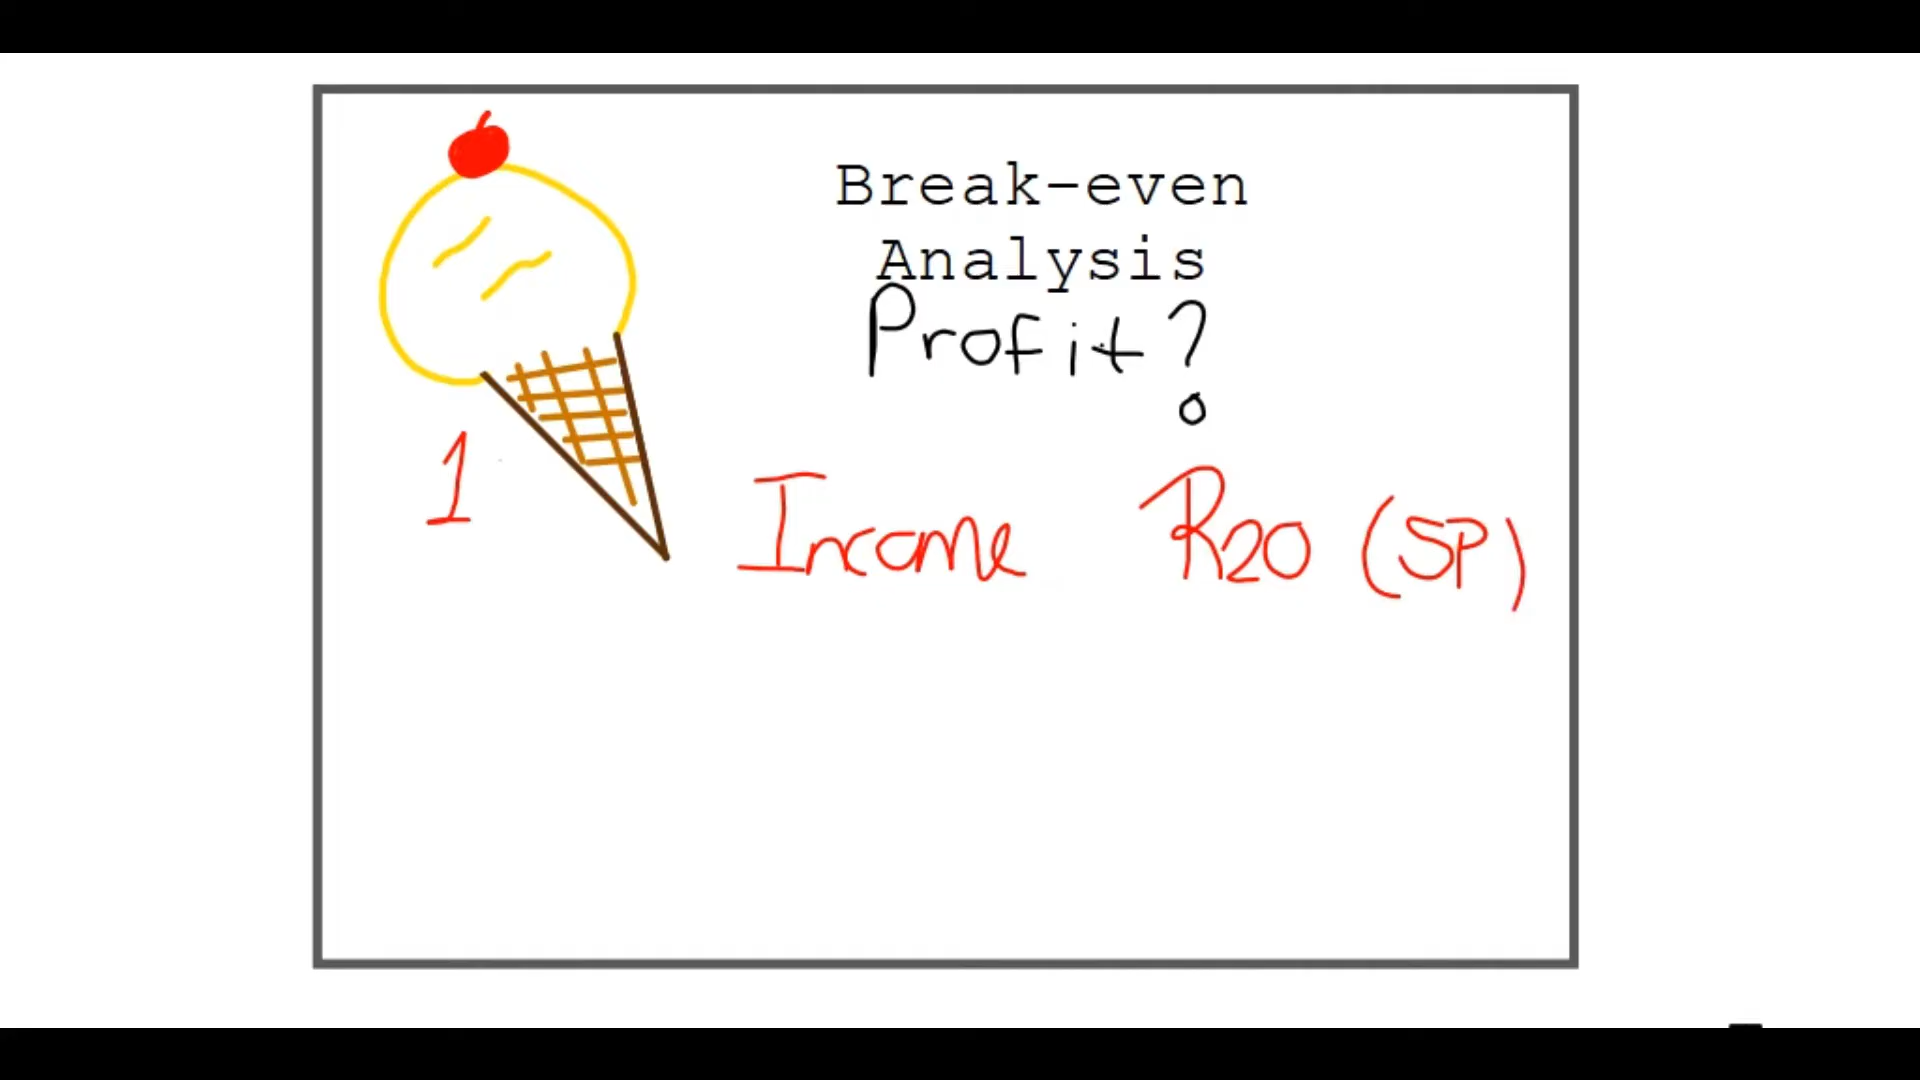 Break-even
Analysis
Profit?
1
Income R20 (SP)